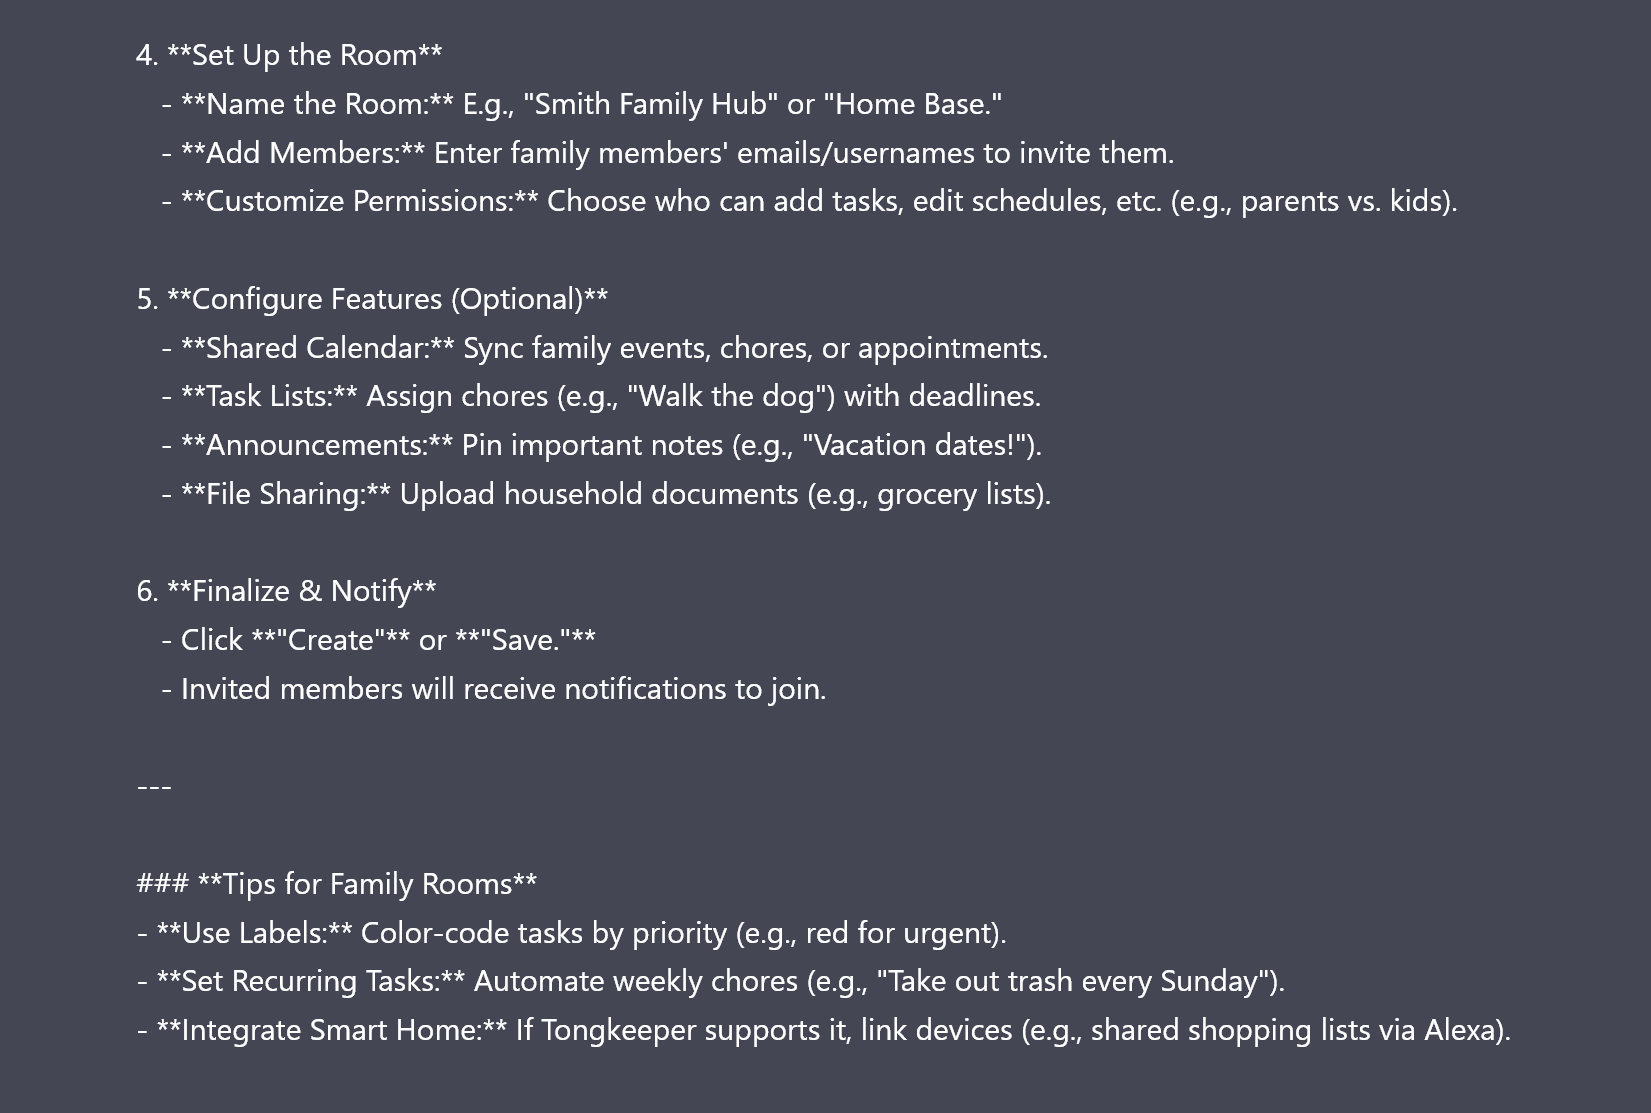 4. **Set Up the Room**
- **Name the Room:** E.g., "Smith Family Hub" or "Home Base."
- **Add Members:** Enter family members' emails/usernames to invite them.
- **Customize Permissions:** Choose who can add tasks, edit schedules, etc. (e.g., parents vs. kids).
5. **Configure Features (Optional)**
- **Shared Calendar:** Sync family events, chores, or appointments.
- **Task Lists:** Assign chores (e.g., "Walk the dog") with deadlines.
- **Announcements:** Pin important notes (e.g., "Vacation dates!").
- **File Sharing:** Upload household documents (e.g., grocery lists).
6. **Finalize & Notify**
- Click **"Create"** or **"Save."**
- Invited members will receive notifications to join.
---
### **Tips for Family Rooms**
- **Use Labels:** Color-code tasks by priority (e.g., red for urgent).
- **Set Recurring Tasks:** Automate weekly chores (e.g., "Take out trash every Sunday").
- **Integrate Smart Home:** If Tongkeeper supports it, link devices (e.g., shared shopping lists via Alexa).